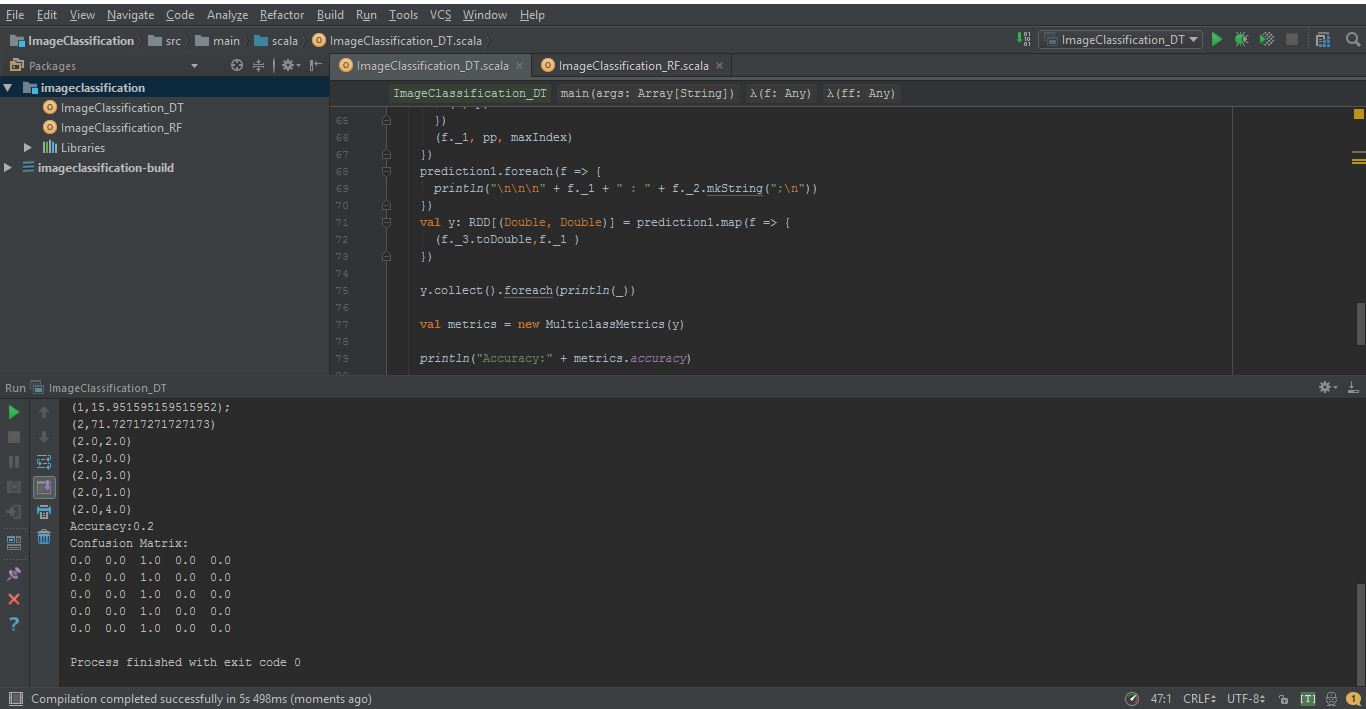 File Edit View Navigate Code Analyze Refactor Build Run Tools VCS Window Help
ImageClassification src main scala ImageClassification_DT.scala
ImageClassification_DT
Packages
ImageClassification_DT.scala ImageClassification_RF.scala
imageclassification
ImageClassification_DT
ImageClassification_RF
Libraries
imageclassification-build
ImageClassification_DT main(args: Array[String]) λ(f: Any) λ(ff: Any)
65 })
66 (f._1, pp, maxIndex)
67 })
68 prediction1.foreach(f => {
69 println("\n\n\n" + f._1 + " : " + f._2.mkString(";\n"))
70 })
71 val y: RDD[(Double, Double)] = prediction1.map(f => {
72 (f._3.toDouble,f._1 )
73 })
74
75 y.collect().foreach(println(_))
76
77 val metrics = new MulticlassMetrics(y)
78
79 println("Accuracy:" + metrics.accuracy)
Run ImageClassification_DT
(1,15.951595159515952);
(2,71.72717271727173)
(2.0,2.0)
(2.0,0.0)
(2.0,3.0)
(2.0,1.0)
(2.0,4.0)
Accuracy:0.2
Confusion Matrix:
0.0 0.0 1.0 0.0 0.0
0.0 0.0 1.0 0.0 0.0
0.0 0.0 1.0 0.0 0.0
0.0 0.0 1.0 0.0 0.0
0.0 0.0 1.0 0.0 0.0
Process finished with exit code 0
Compilation completed successfully in 5s 498ms (moments ago)
47:1 CRLF UTF-8 [T] 1